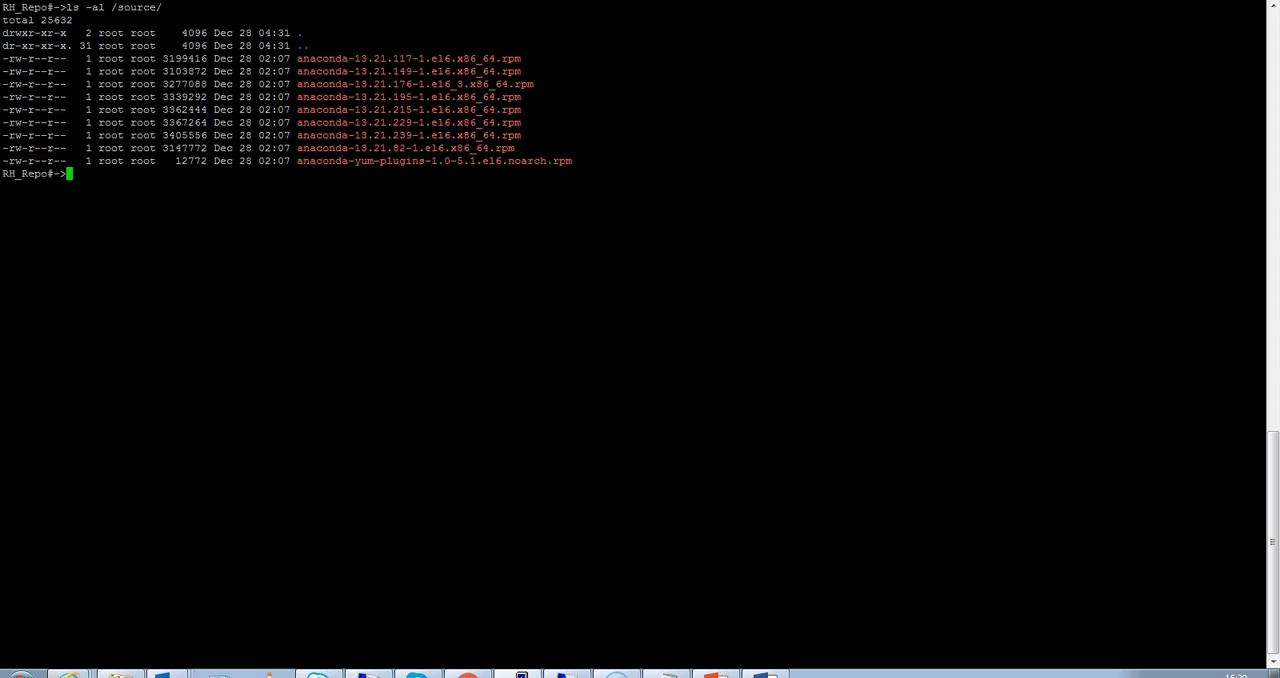 RH_Repo#->ls -al /source/
total 25632
drwxr-xr-x   2 root root    4096 Dec 28 04:31 .
dr-xr-xr-x. 31 root root    4096 Dec 28 04:31 ..
-rw-r--r--   1 root root 3199416 Dec 28 02:07 anaconda-13.21.117-1.el6.x86_64.rpm
-rw-r--r--   1 root root 3103872 Dec 28 02:07 anaconda-13.21.149-1.el6.x86_64.rpm
-rw-r--r--   1 root root 3277088 Dec 28 02:07 anaconda-13.21.176-1.el6_3.x86_64.rpm
-rw-r--r--   1 root root 3339292 Dec 28 02:07 anaconda-13.21.195-1.el6.x86_64.rpm
-rw-r--r--   1 root root 3362444 Dec 28 02:07 anaconda-13.21.215-1.el6.x86_64.rpm
-rw-r--r--   1 root root 3367264 Dec 28 02:07 anaconda-13.21.229-1.el6.x86_64.rpm
-rw-r--r--   1 root root 3405556 Dec 28 02:07 anaconda-13.21.239-1.el6.x86_64.rpm
-rw-r--r--   1 root root 3147772 Dec 28 02:07 anaconda-13.21.82-1.el6.x86_64.rpm
-rw-r--r--   1 root root   12772 Dec 28 02:07 anaconda-yum-plugins-1.0-5.1.el6.noarch.rpm
RH_Repo#->